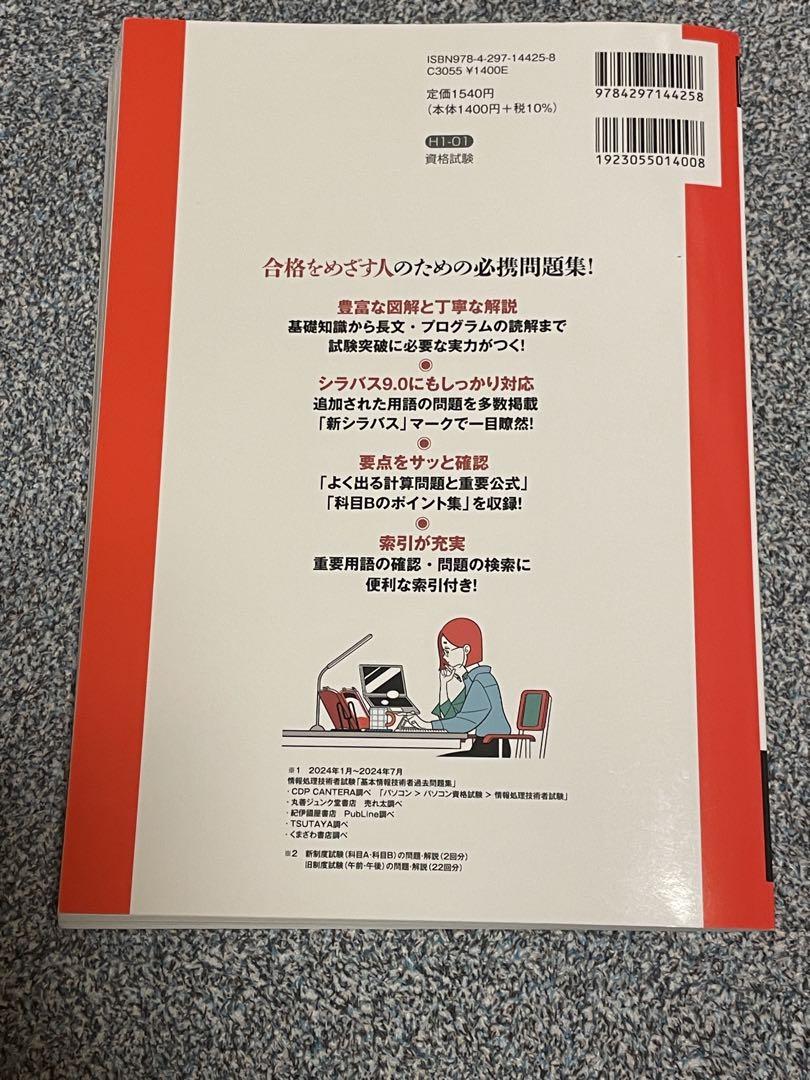 ISBN978-4-297-14425-8
C3055 ¥1400E
定価1540円
（本体1400円＋税10%）
H1-01
資格試験
9784297144258
1923055014008
合格をめざす人のための必携問題集！
豊富な図解と丁寧な解説
基礎知識から長文・プログラムの読解まで
試験突破に必要な実力がつく！
シラバス9.0にもしっかり対応
追加された用語の問題を多数掲載
「新シラバス」マークで一目瞭然！
要点をサッと確認
「よく出る計算問題と重要公式」
「科目Bのポイント集」を収録！
索引が充実
重要用語の確認・問題の検索に
便利な索引付き！
※1　2024年1月～2024年7月
情報処理技術者試験「基本情報技術者過去問題集」
・CDP CANTERA調べ　「パソコン > パソコン資格試験 > 情報処理技術者試験」
・丸善ジュンク堂書店　売れ太調べ
・紀伊國屋書店　PubLine調べ
・TSUTAYA調べ
・くまざわ書店調べ
※2　新制度試験（科目A・科目B）の問題・解説（2回分）
旧制度試験（午前・午後）の問題・解説（22回分）